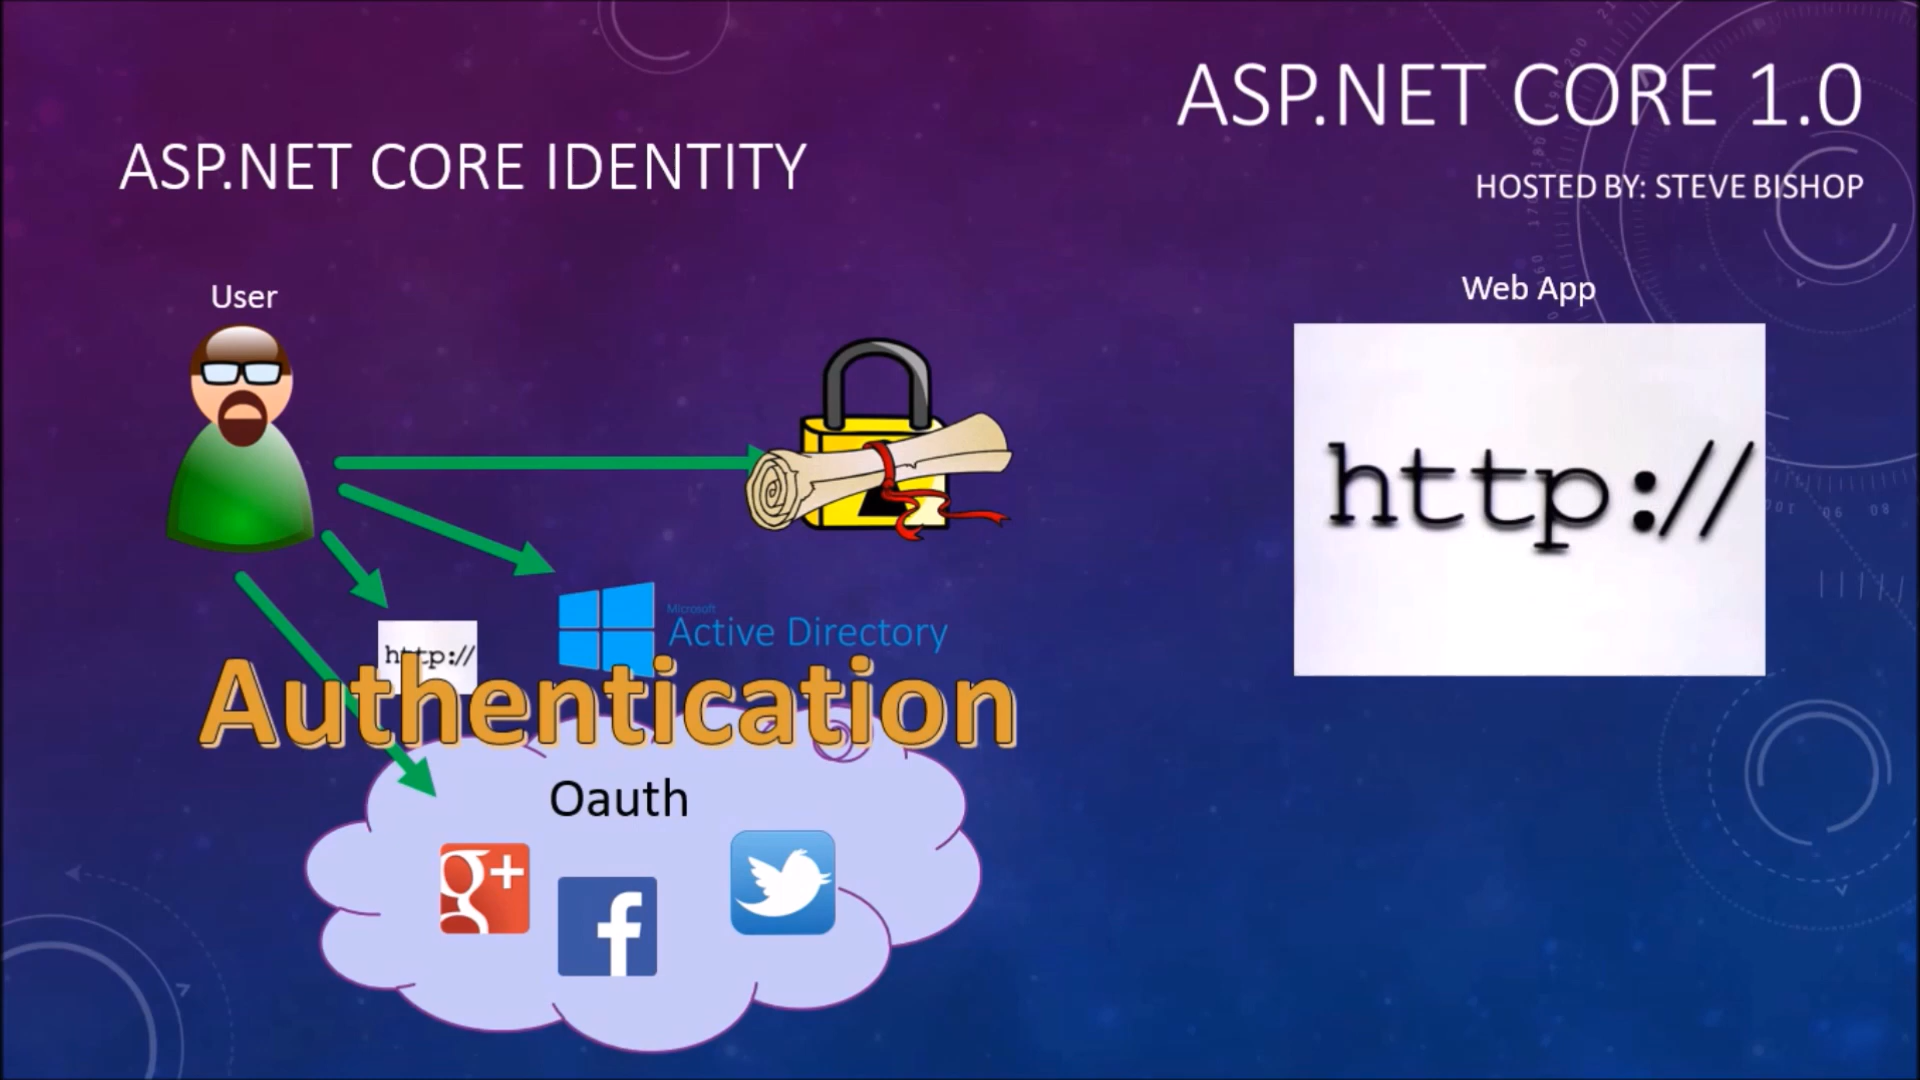 ASP.NET CORE 1.0
HOSTED BY: STEVE BISHOP
ASP.NET CORE IDENTITY
User
Web App
http://
Microsoft
Active Directory
http://
Authentication
Oauth
g+
f